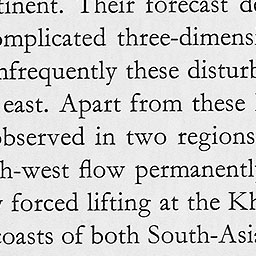 tinent. Their forecast de
omplicated three-dimensi
nfrequently these disturb
east. Apart from these
observed in two regions
h-west flow permanently
forced lifting at the Kh
coasts of both South-Asia